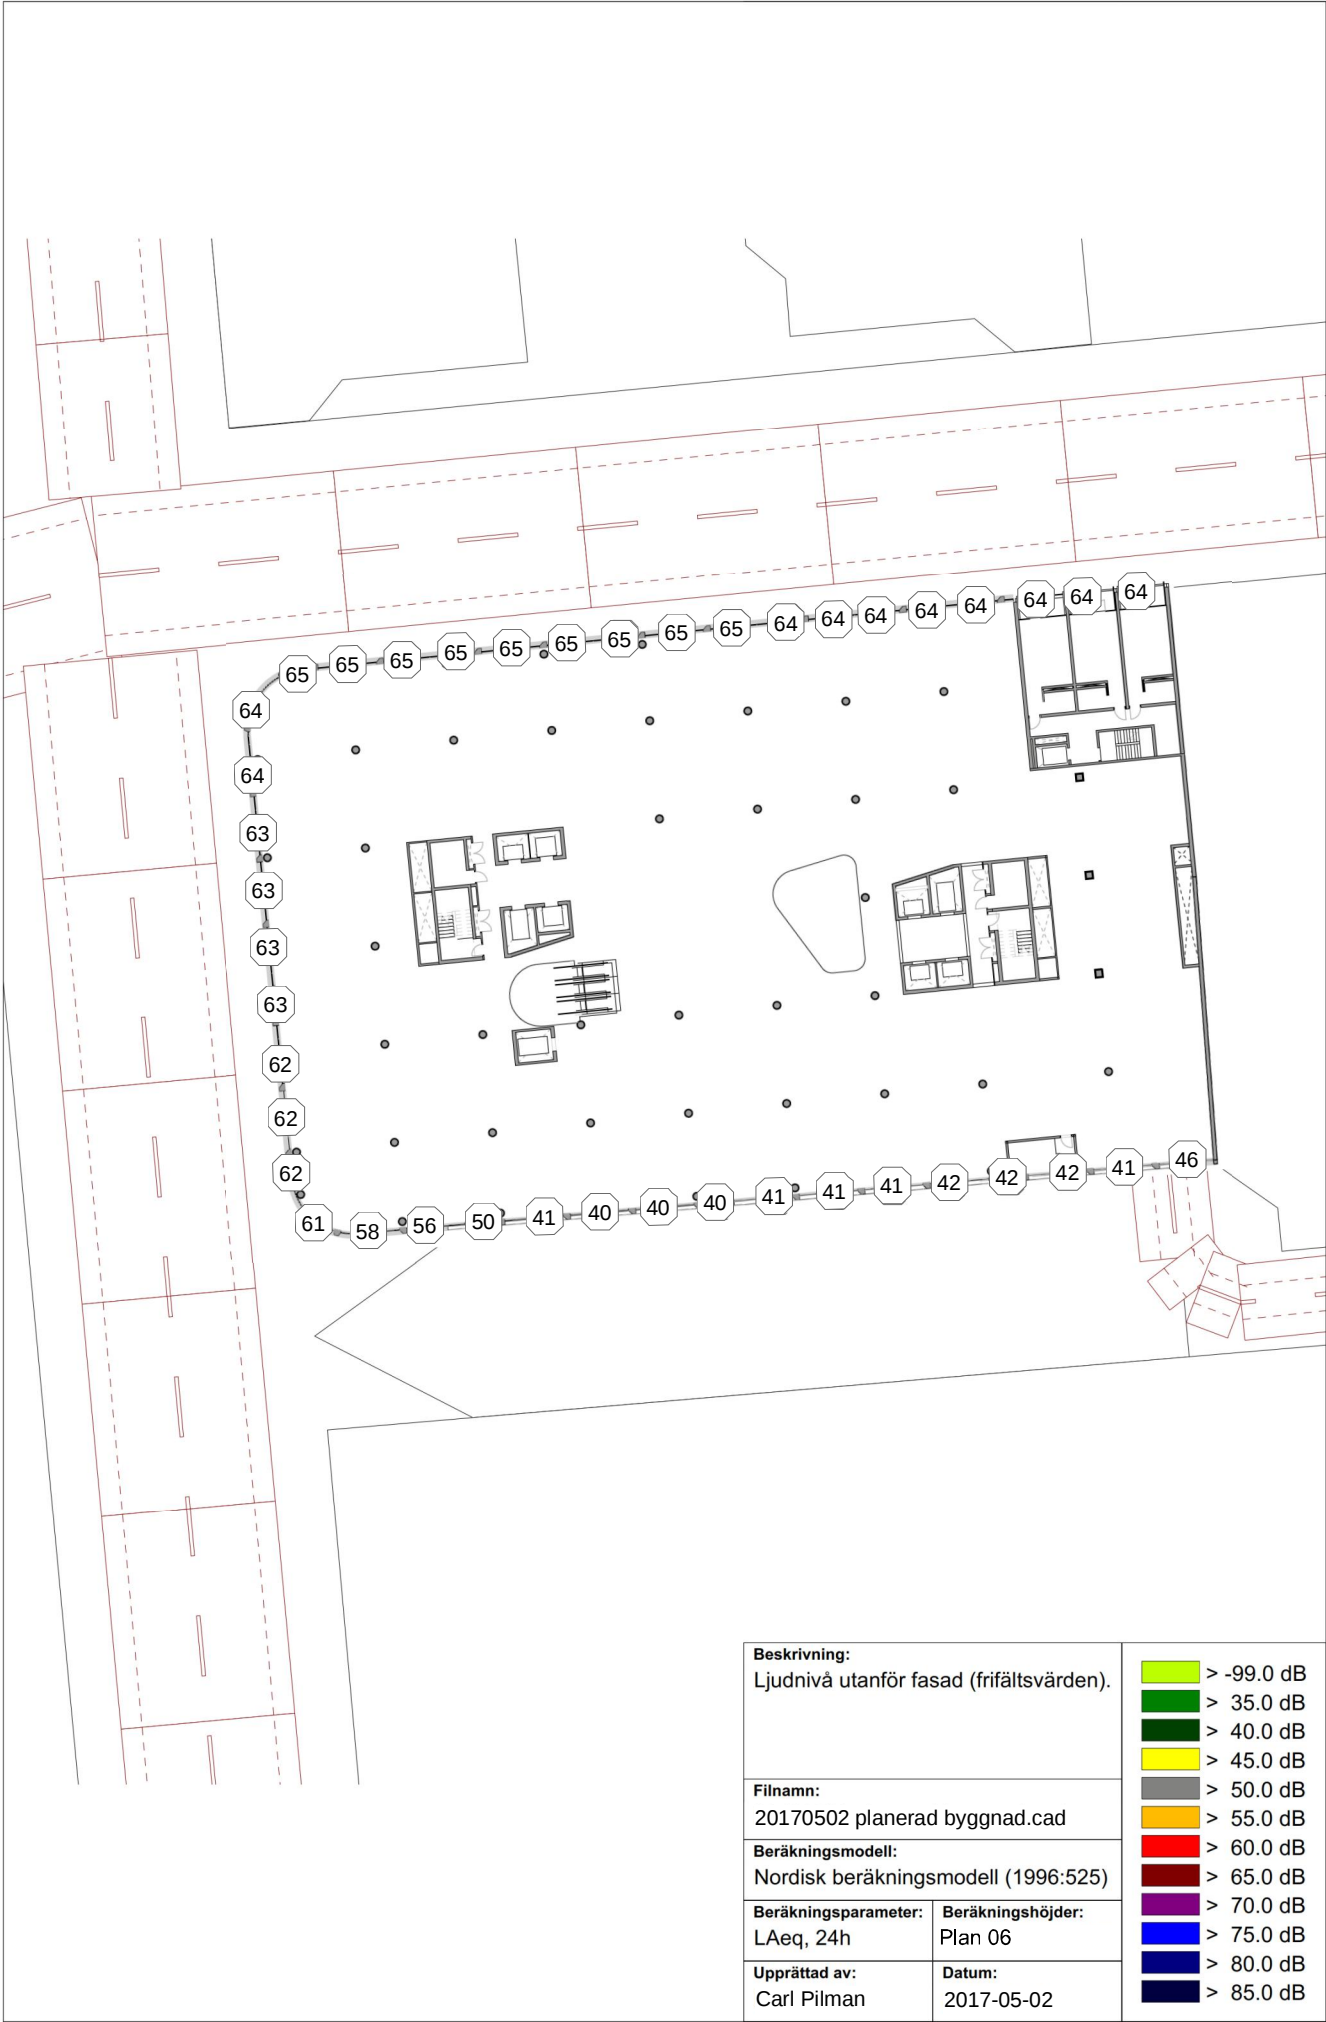 64 64 64
65 65 65 65 65 65 65 65 65 64 64 64 64 64
64
64
63
63
63
63
62
62
62
61 58 56 50 41 40 40 40 41 41 41 42 42 42 41 46
Beskrivning:
Ljudnivå utanför fasad (frifältsvärden).
Filnamn:
20170502 planerad byggnad.cad
Beräkningsmodell:
Nordisk beräkningsmodell (1996:525)
Beräkningsparameter: Beräkningshöjder:
LAeq, 24h Plan 06
Upprättad av: Datum:
Carl Pilman 2017-05-02
> -99.0 dB
> 35.0 dB
> 40.0 dB
> 45.0 dB
> 50.0 dB
> 55.0 dB
> 60.0 dB
> 65.0 dB
> 70.0 dB
> 75.0 dB
> 80.0 dB
> 85.0 dB